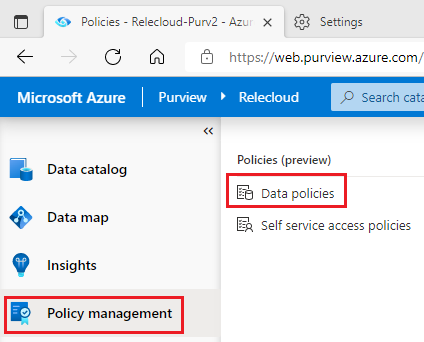 Policies - Relecloud-Purv2 - Azur
Settings
https://web.purview.azure.com/
Microsoft Azure
Purview
Relecloud
Search cata
Policies (preview)
Data catalog
Data policies
Data map
Self service access policies
Insights
Policy management